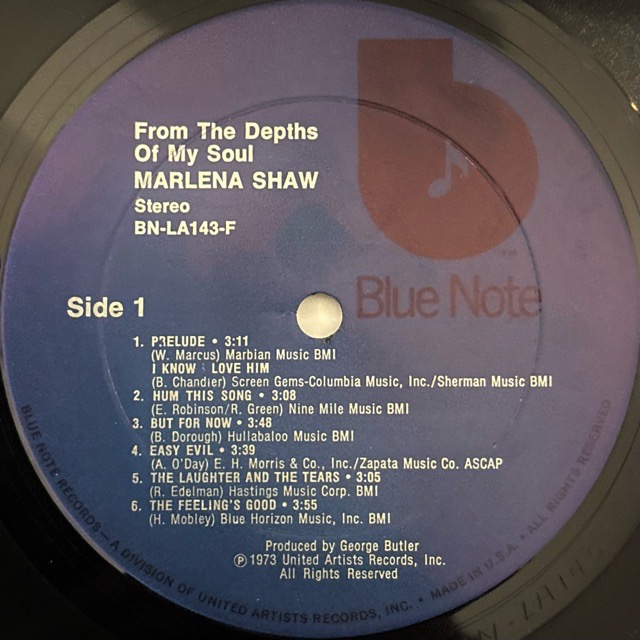 From The Depths
Of My Soul
MARLENA SHAW
Stereo
BN-LA143-F
Blue Note
Side 1
1. PRELUDE • 3:11
(W. Marcus) Marbian Music BMI
I KNOW I LOVE HIM
(B. Chandler) Screen Gems-Columbia Music, Inc./Sherman Music BMI
2. HUM THIS SONG • 3:08
(E. Robinson/R. Green) Nine Mile Music BMI
3. BUT FOR NOW • 3:48
(B. Dorough) Hullabaloo Music BMI
4. EASY EVIL • 3:39
(A. O'Day) E. H. Morris & Co., Inc./Zapata Music Co. ASCAP
5. THE LAUGHTER AND THE TEARS • 3:05
(R. Edelman) Hastings Music Corp. BMI
6. THE FEELING'S GOOD • 3:55
(H. Mobley) Blue Horizon Music, Inc. BMI
Produced by George Butler
Ⓟ 1973 United Artists Records, Inc.
All Rights Reserved
BLUE NOTE RECORDS — A DIVISION OF UNITED ARTISTS RECORDS, INC. • MADE IN U.S.A. • ALL RIGHTS RESERVED